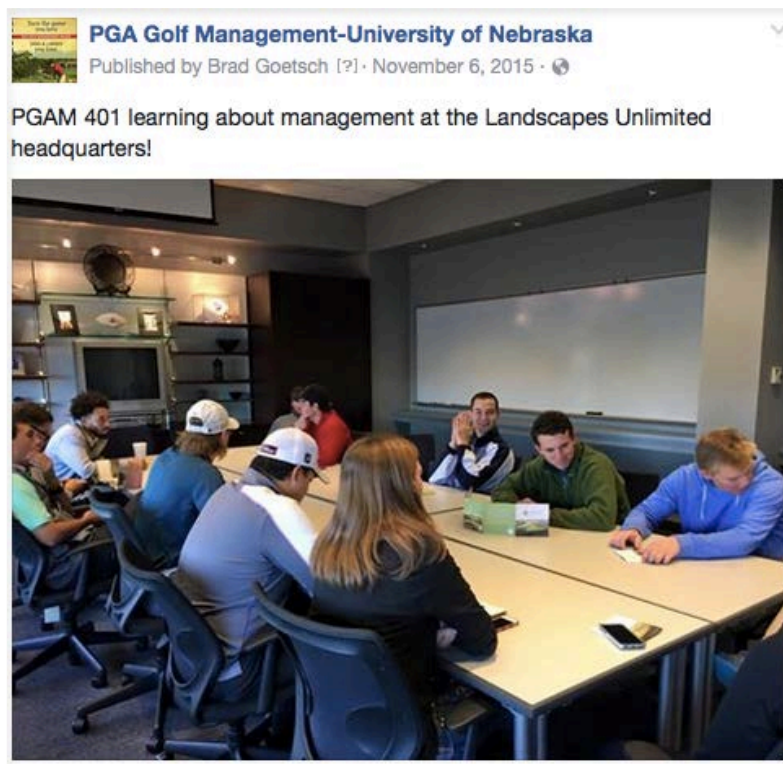 PGA Golf Management-University of Nebraska
Published by Brad Goetsch [?] · November 6, 2015 ·
PGAM 401 learning about management at the Landscapes Unlimited
headquarters!